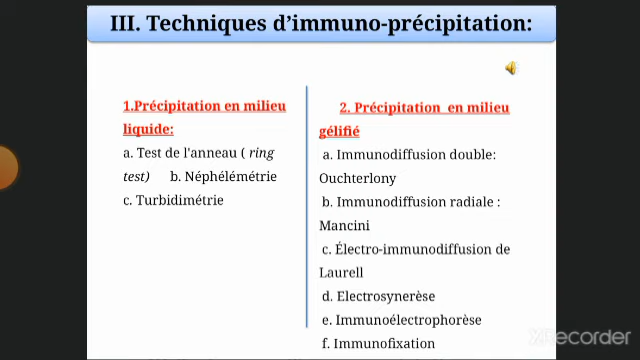 III. Techniques d’immuno-précipitation:
1.Précipitation en milieu
liquide:
a. Test de l'anneau ( ring
test) b. Néphélémétrie
c. Turbidimétrie
2. Précipitation en milieu
gélifié
a. Immunodiffusion double:
Ouchterlony
b. Immunodiffusion radiale :
Mancini
c. Électro-immunodiffusion de
Laurell
d. Electrosynerèse
e. Immunoélectrophorèse
f. Immunofixation
XRecorder